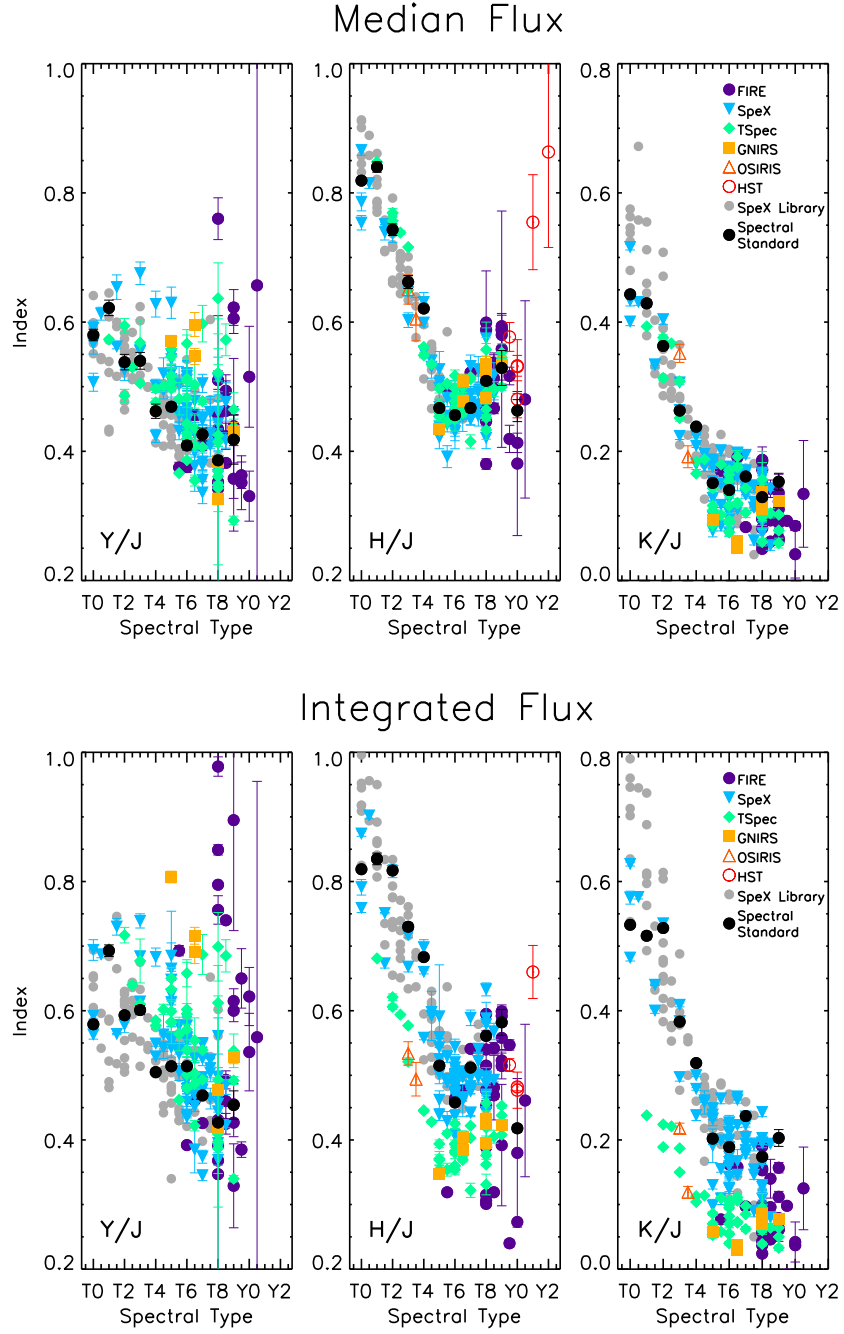 Median Flux
1.0
0.8
0.6
0.4
0.2
Index
Y/J
T0 T2 T4 T6 T8 Y0 Y2
Spectral Type
1.0
0.8
0.6
0.4
0.2
H/J
T0 T2 T4 T6 T8 Y0 Y2
Spectral Type
0.8
0.6
0.4
0.2
0.0
FIRE
SpeX
TSpec
GNIRS
OSIRIS
HST
SpeX Library
Spectral
Standard
K/J
T0 T2 T4 T6 T8 Y0 Y2
Spectral Type
Integrated Flux
1.0
0.8
0.6
0.4
0.2
Index
Y/J
T0 T2 T4 T6 T8 Y0 Y2
Spectral Type
1.0
0.8
0.6
0.4
0.2
H/J
T0 T2 T4 T6 T8 Y0 Y2
Spectral Type
0.8
0.6
0.4
0.2
0.0
FIRE
SpeX
TSpec
GNIRS
OSIRIS
HST
SpeX Library
Spectral
Standard
K/J
T0 T2 T4 T6 T8 Y0 Y2
Spectral Type